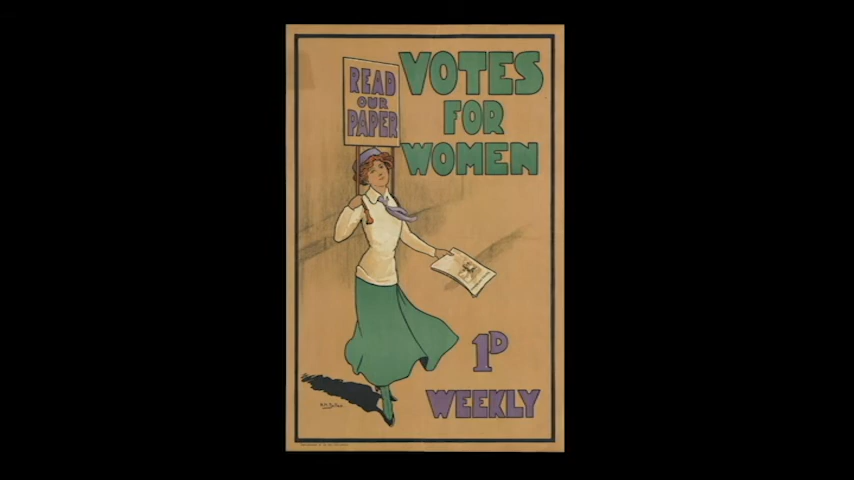 READ
OUR
PAPER
VOTES
FOR
WOMEN
1D
WEEKLY